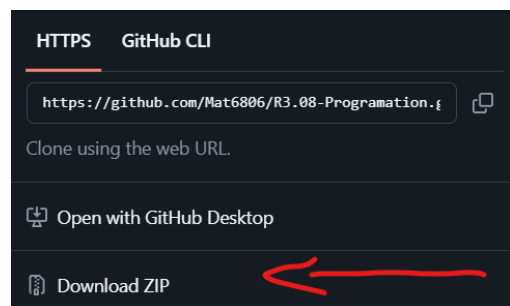 HTTPS GitHub CLI
https://github.com/Mat6806/R3.08-Programation.g
Clone using the web URL.
Open with GitHub Desktop
Download ZIP